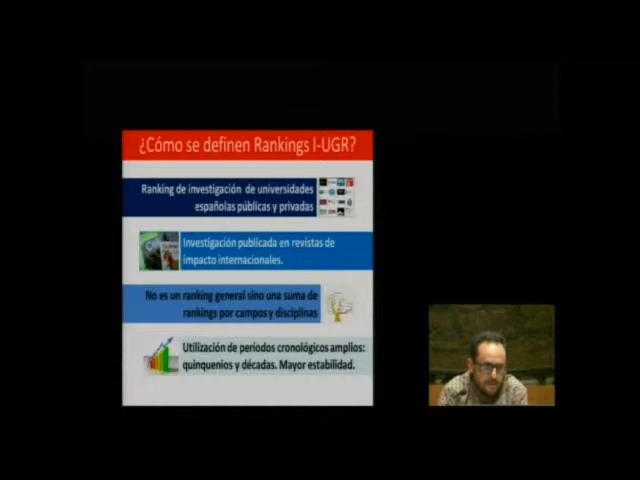 ¿Cómo se definen Rankings I-UGR?
Ranking de investigación de universidades
españolas públicas y privadas
Investigación publicada en revistas de
impacto internacionales.
No es un ranking general sino una suma de
rankings por campos y disciplinas
Utilización de períodos cronológicos amplios:
quinquenios y décadas. Mayor estabilidad.